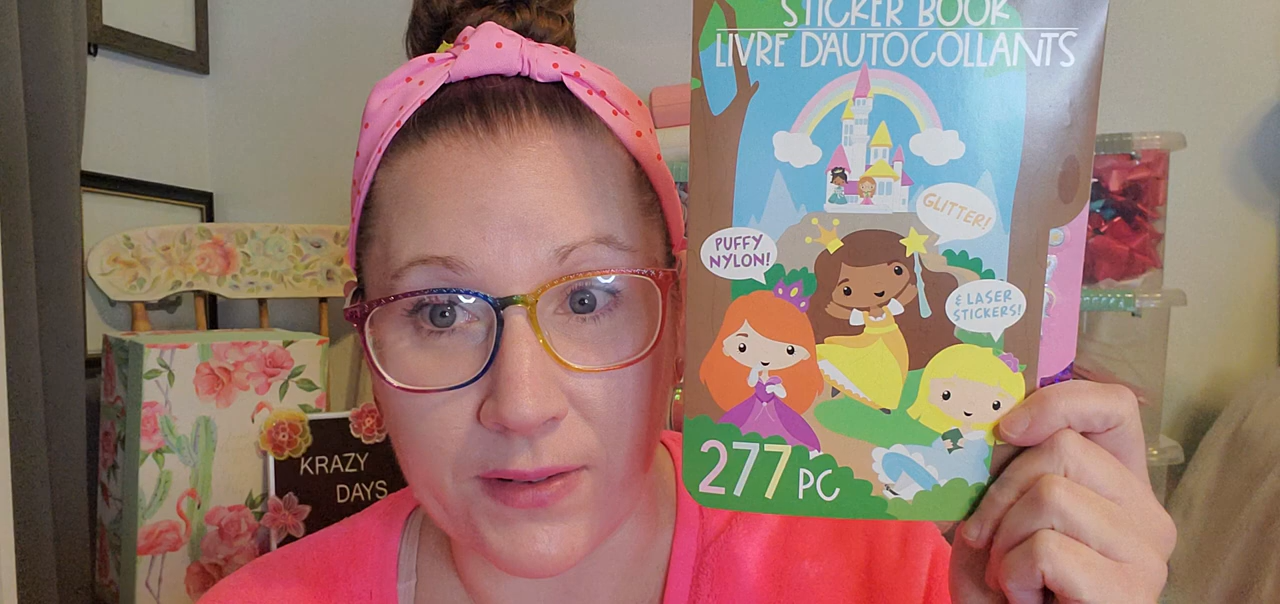 STICKER BOOK
LIVRE D'AUTOCOLLANTS
GLITTER!
PUFFY
NYLON!
& LASER
STICKERS!
277 PC
KRAZY
DAYS